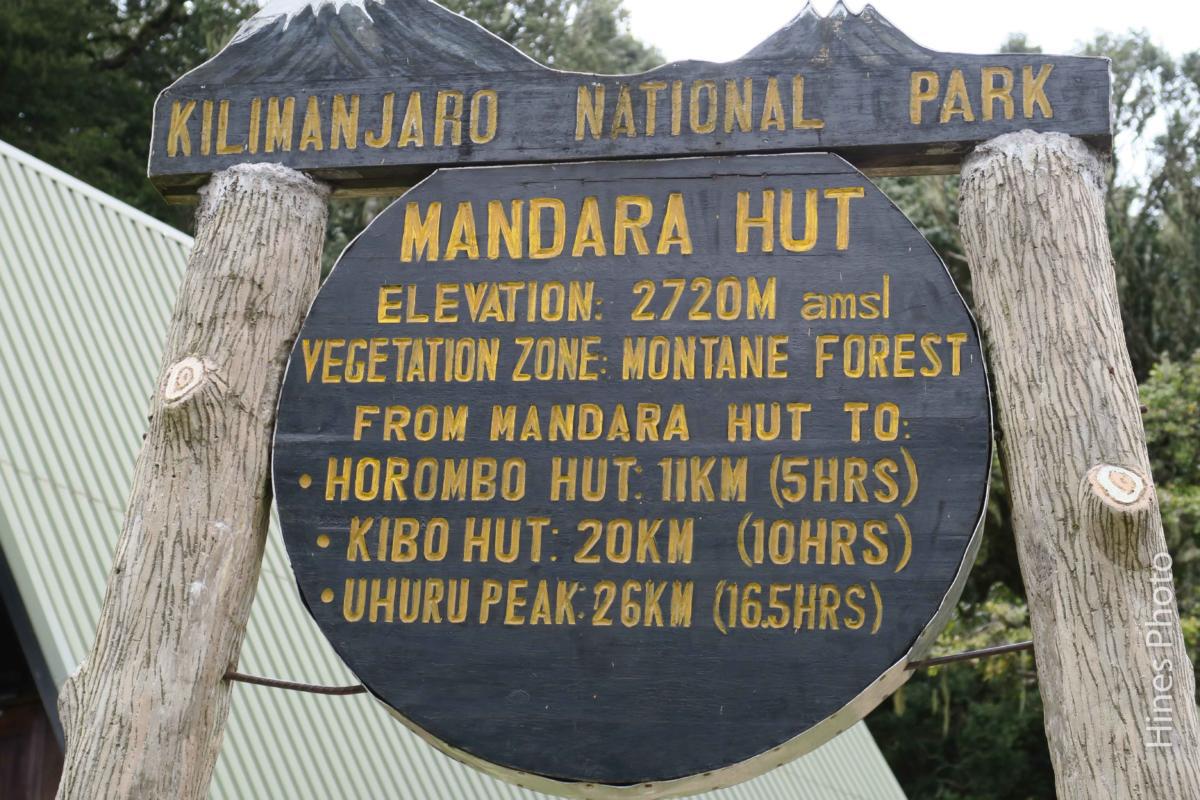 KILIMANJARO NATIONAL PARK
MANDARA HUT
ELEVATION: 2720M amsl
VEGETATION ZONE: MONTANE FOREST
FROM MANDARA HUT TO:
• HOROMBO HUT: 11KM (5HRS)
• KIBO HUT: 20KM (10HRS)
• UHURU PEAK: 26KM (16.5HRS)
Hines Photo